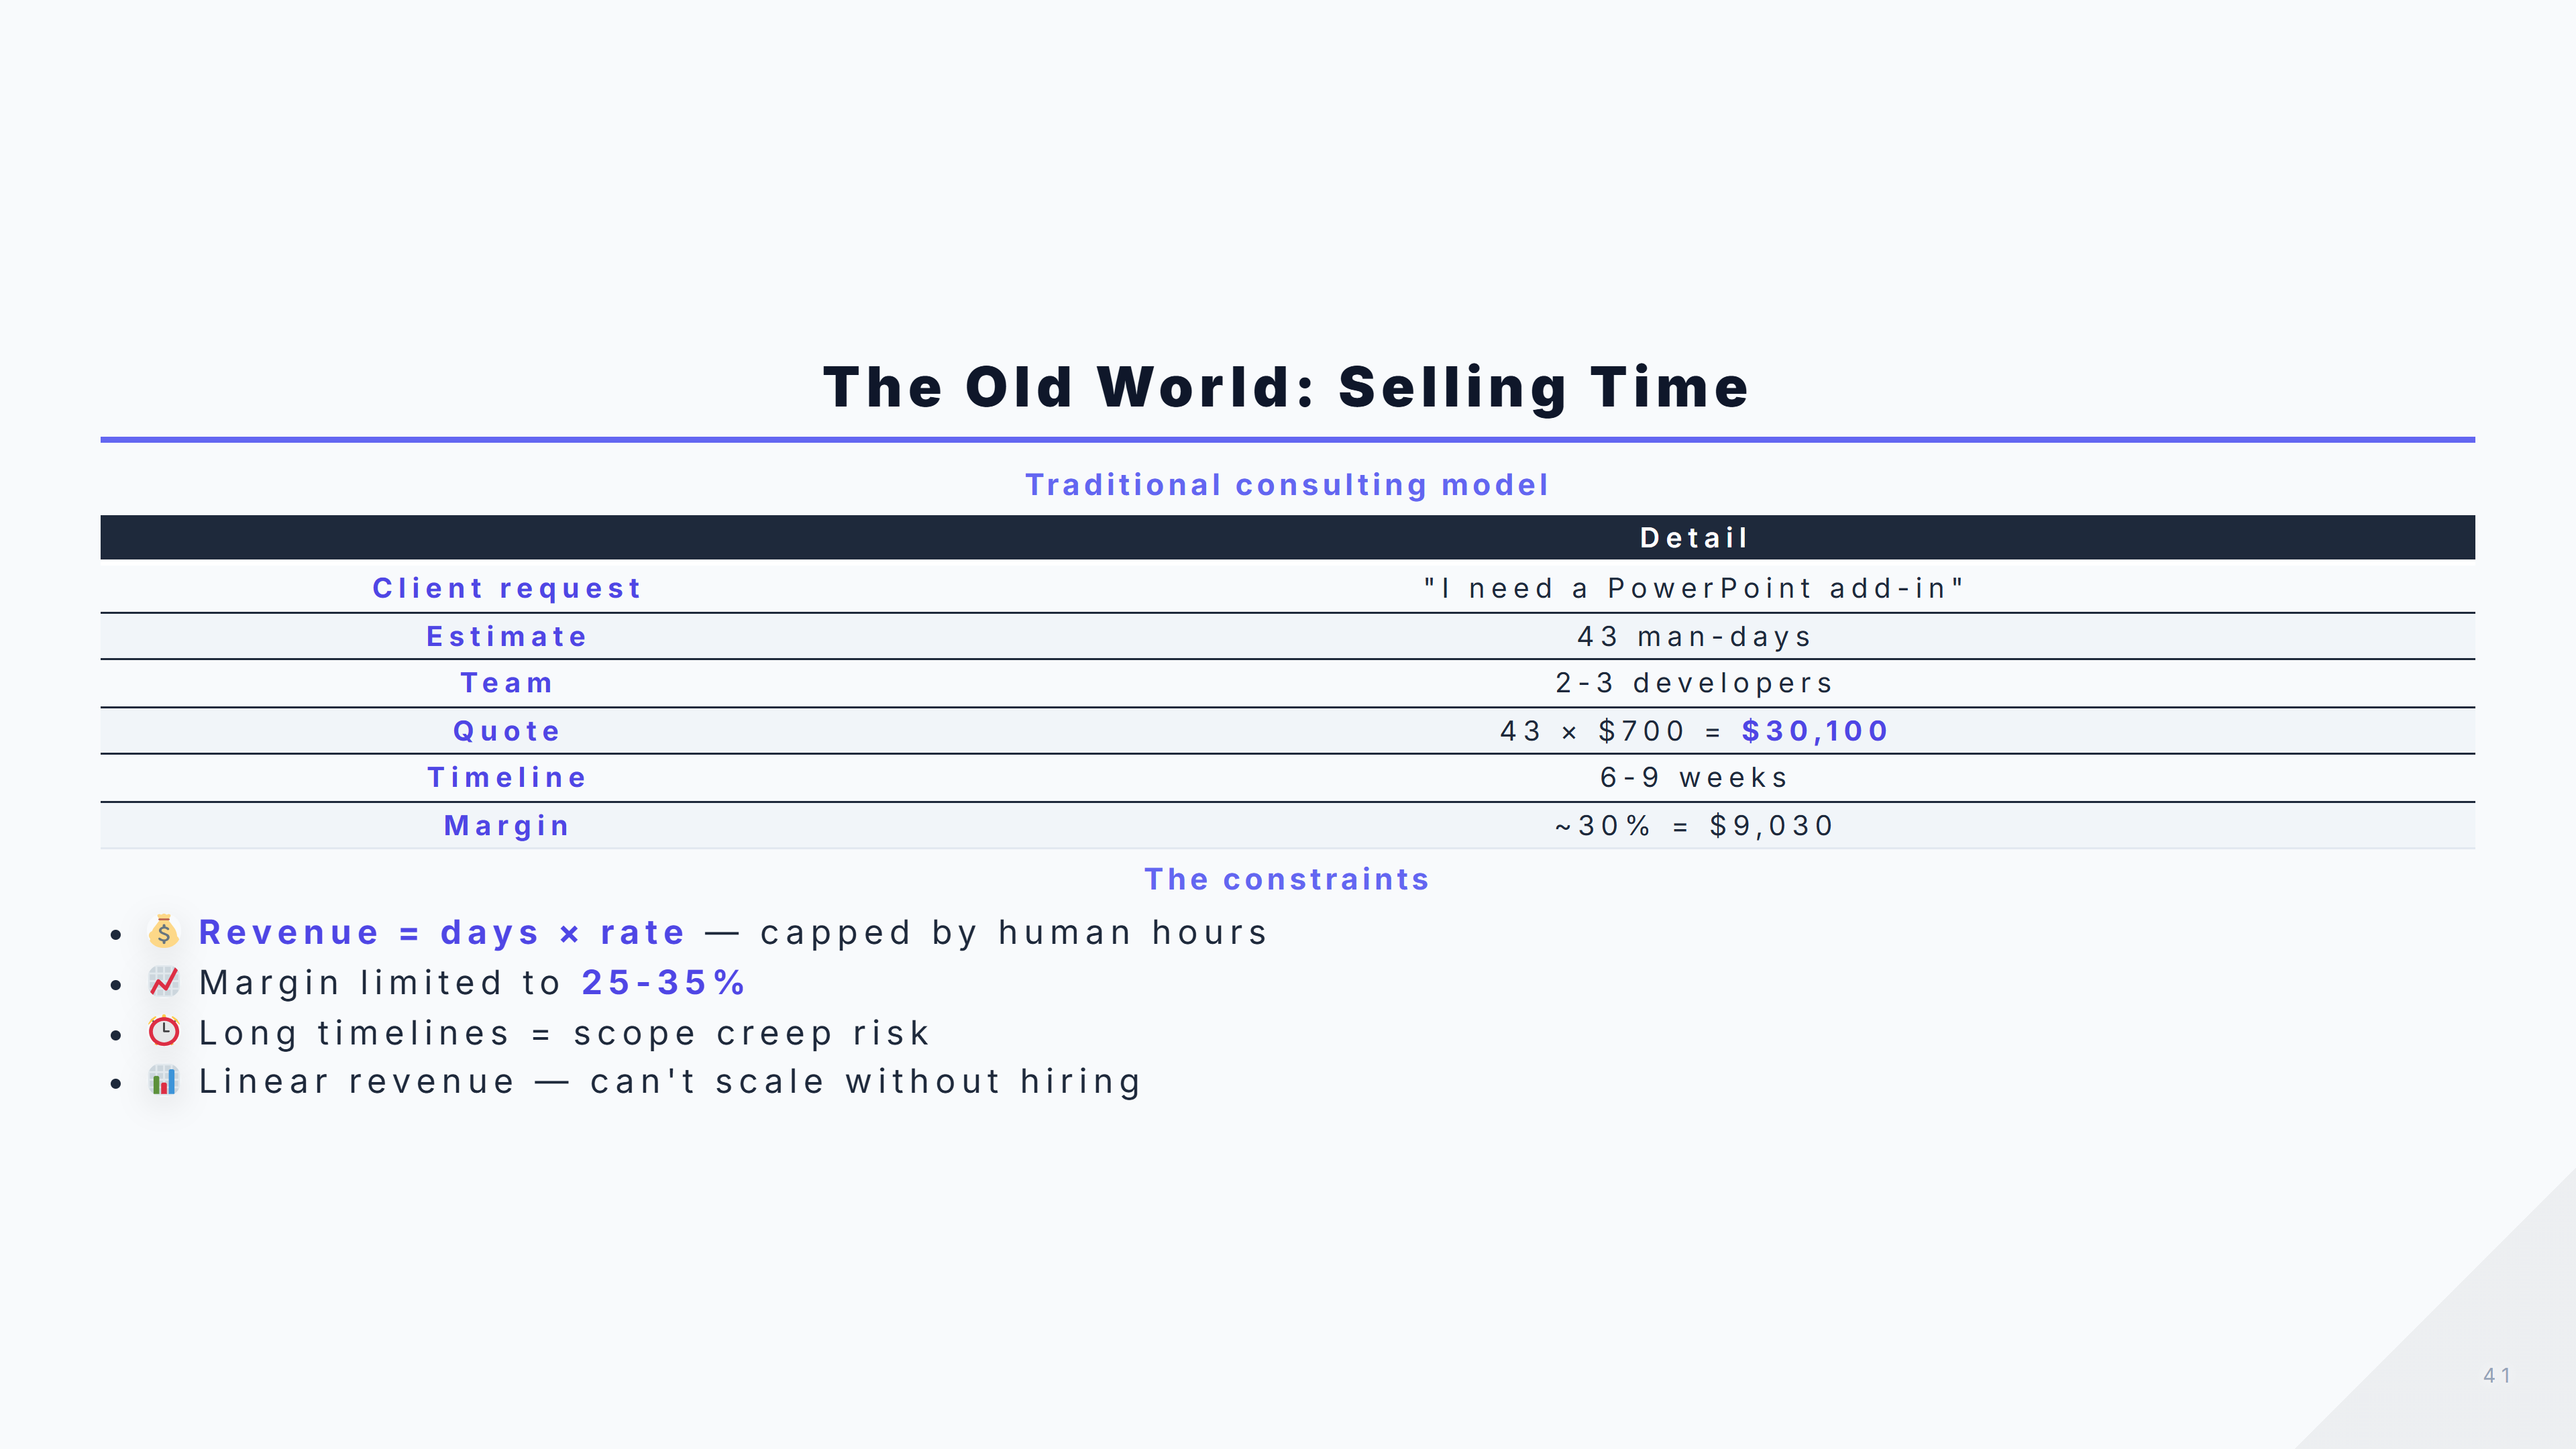 The Old World: Selling Time
Traditional consulting model
Detail
Client request "I need a PowerPoint add-in"
Estimate 43 man-days
Team 2-3 developers
Quote 43 × $700 = $30,100
Timeline 6-9 weeks
Margin ~30% = $9,030
The constraints
• 💰 Revenue = days × rate — capped by human hours
• 📈 Margin limited to 25-35%
• ⏰ Long timelines = scope creep risk
• 📊 Linear revenue — can't scale without hiring
41